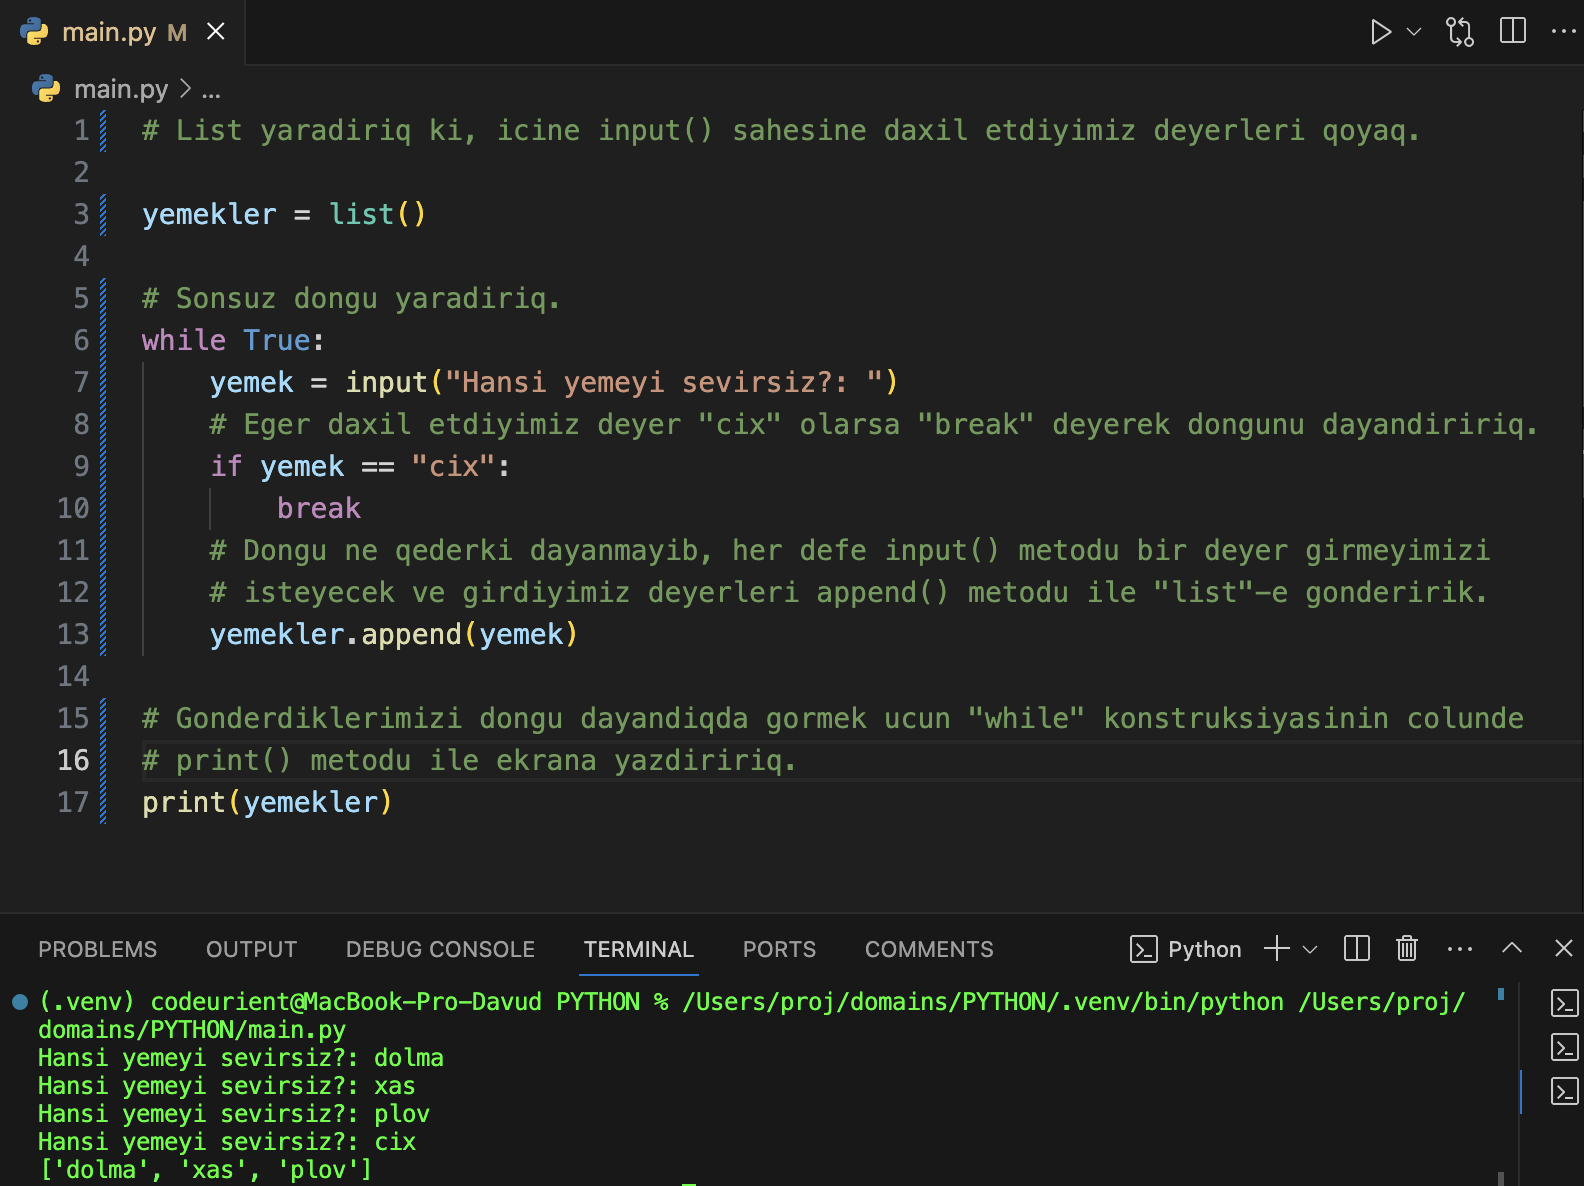 main.py M
main.py > ...
1 # List yaradiriq ki, icine input() sahesine daxil etdiyimiz deyerleri qoyaq.
2
3 yemekler = list()
4
5 # Sonsuz dongu yaradiriq.
6 while True:
7     yemek = input("Hansi yemeyi sevirsiz?: ")
8     # Eger daxil etdiyimiz deyer "cix" olarsa "break" deyerek dongunu dayandiririq.
9     if yemek == "cix":
10         break
11     # Dongu ne qederki dayanmayib, her defe input() metodu bir deyer girmeyimizi
12     # isteyecek ve girdiyimiz deyerleri append() metodu ile "list"-e gonderirik.
13     yemekler.append(yemek)
14
15 # Gonderdiklerimizi dongu dayandiqda gormek ucun "while" konstruksiyasinin colunde
16 # print() metodu ile ekrana yazdiririq.
17 print(yemekler)
PROBLEMS OUTPUT DEBUG CONSOLE TERMINAL PORTS COMMENTS Python
(.venv) codeurient@MacBook-Pro-Davud PYTHON % /Users/proj/domains/PYTHON/.venv/bin/python /Users/proj/
domains/PYTHON/main.py
Hansi yemeyi sevirsiz?: dolma
Hansi yemeyi sevirsiz?: xas
Hansi yemeyi sevirsiz?: plov
Hansi yemeyi sevirsiz?: cix
['dolma', 'xas', 'plov']